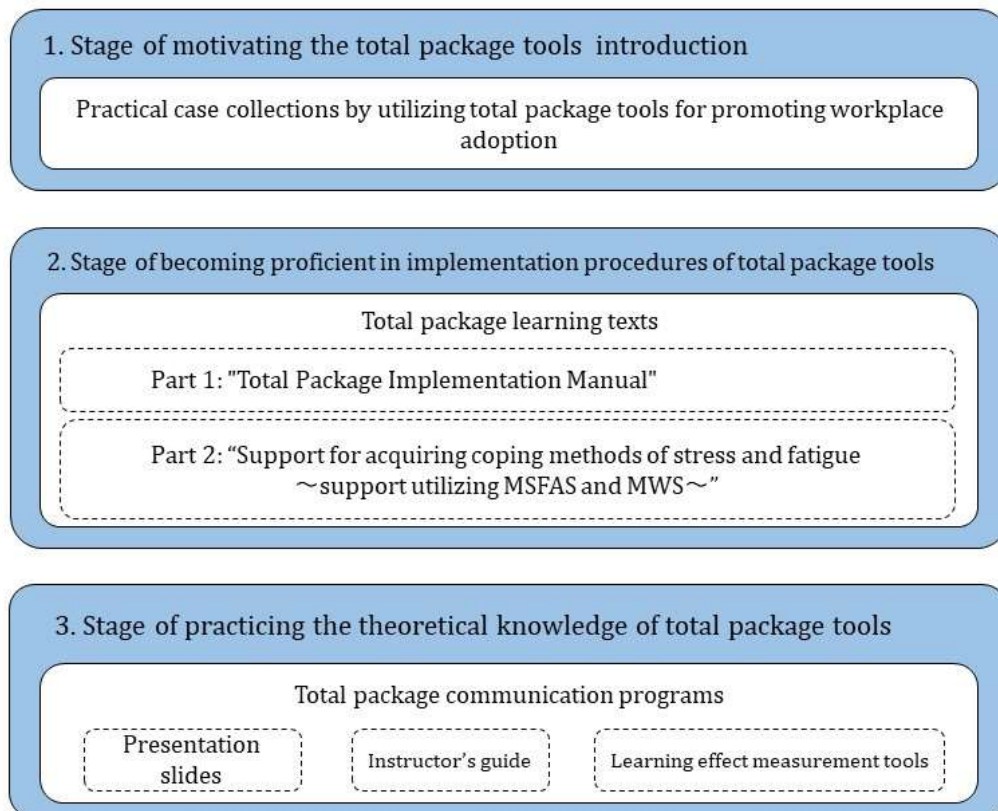 1. Stage of motivating the total package tools introduction
Practical case collections by utilizing total package tools for promoting workplace
adoption
2. Stage of becoming proficient in implementation procedures of total package tools
Total package learning texts
Part 1: "Total Package Implementation Manual"
Part 2: “Support for acquiring coping methods of stress and fatigue
～support utilizing MSFAS and MWS～”
3. Stage of practicing the theoretical knowledge of total package tools
Total package communication programs
Presentation
slides
Instructor’s guide
Learning effect measurement tools